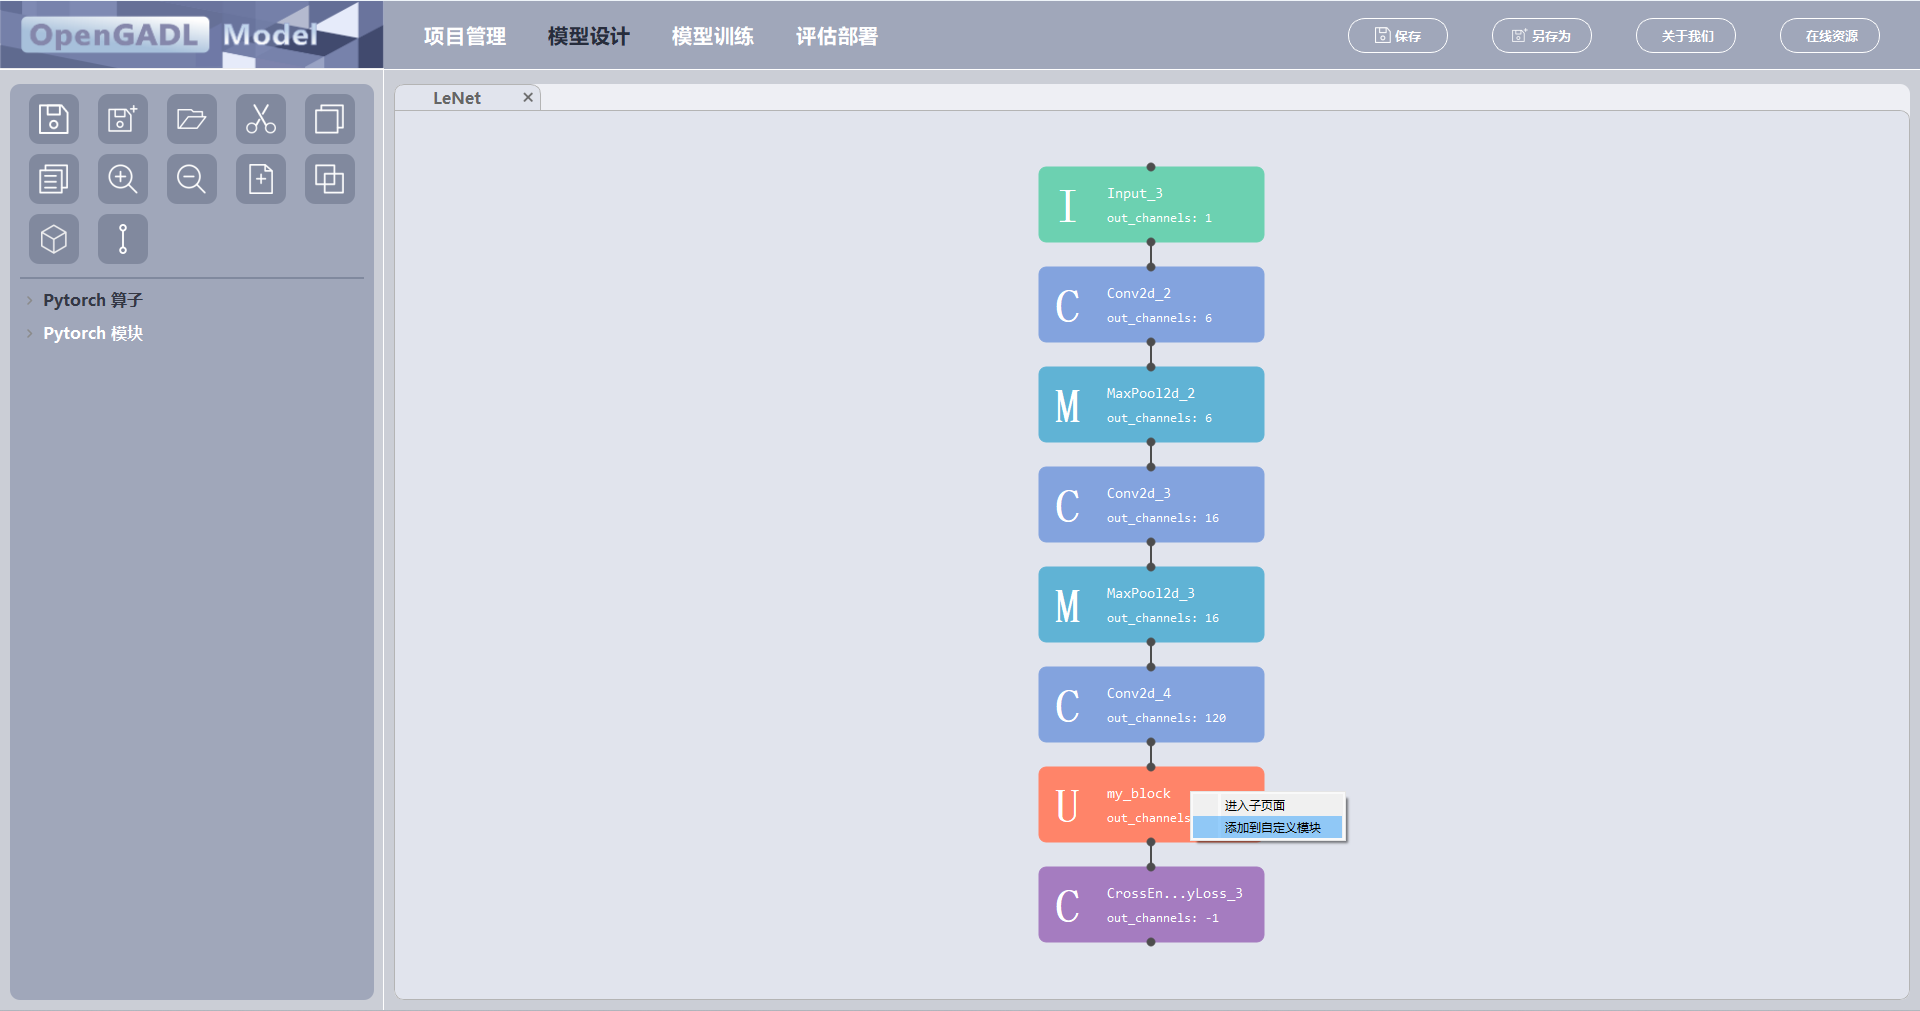 OpenGADL Model
项目管理 模型设计 模型训练 评估部署
保存 另存为 关于我们 在线资源
LeNet ×
Pytorch 算子
Pytorch 模块
I
Input_3
out_channels: 1
C
Conv2d_2
out_channels: 6
M
MaxPool2d_2
out_channels: 6
C
Conv2d_3
out_channels: 16
M
MaxPool2d_3
out_channels: 16
C
Conv2d_4
out_channels: 120
U
my_block
out_channels
进入子页面
添加到自定义模块
C
CrossEn...yLoss_3
out_channels: -1